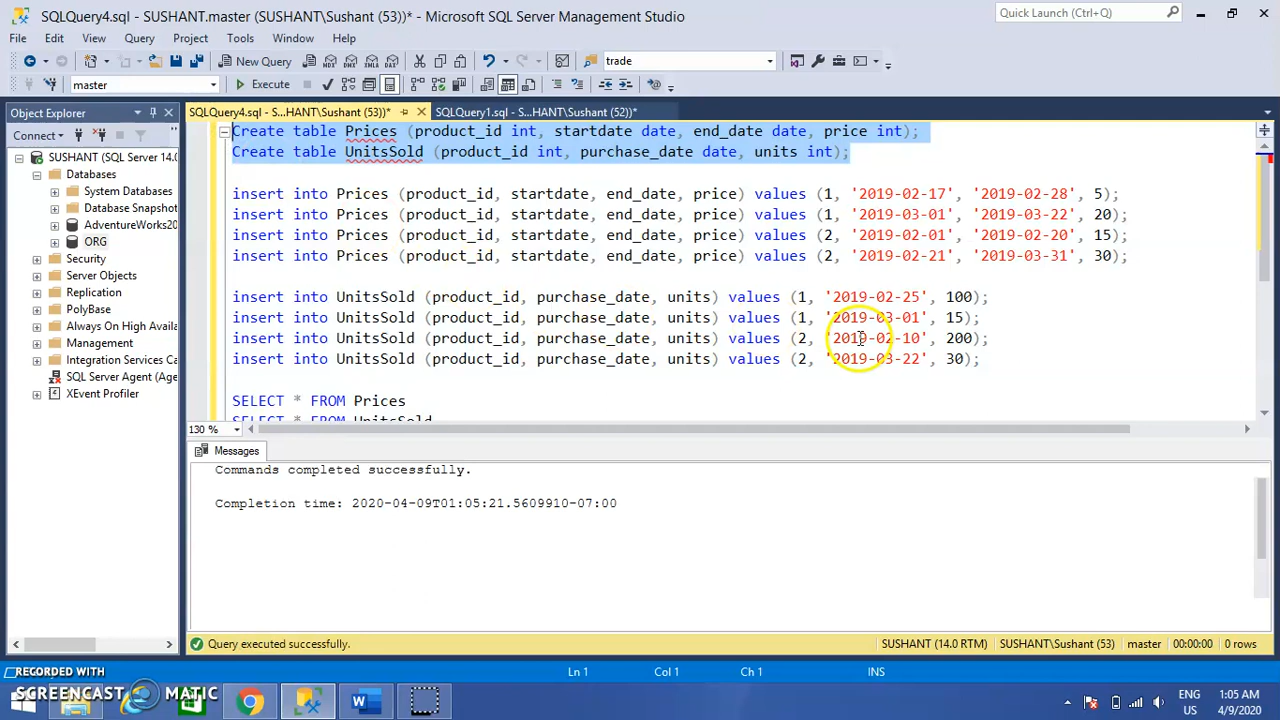 SQLQuery4.sql - SUSHANT.master (SUSHANT\Sushant (53))* - Microsoft SQL Server Management Studio
Quick Launch (Ctrl+Q)
File Edit View Query Project Tools Window Help
New Query
trade
master
Execute
Object Explorer
SQLQuery4.sql - S...HANT\Sushant (53))*
SQLQuery1.sql - S...HANT\Sushant (52))*
Connect
SUSHANT (SQL Server 14.0
Databases
System Databases
Database Snapshot
AdventureWorks20
ORG
Security
Server Objects
Replication
PolyBase
Always On High Availa
Management
Integration Services Ca
SQL Server Agent (Age
XEvent Profiler
Create table Prices (product_id int, startdate date, end_date date, price int);
Create table UnitsSold (product_id int, purchase_date date, units int);
insert into Prices (product_id, startdate, end_date, price) values (1, '2019-02-17', '2019-02-28', 5);
insert into Prices (product_id, startdate, end_date, price) values (1, '2019-03-01', '2019-03-22', 20);
insert into Prices (product_id, startdate, end_date, price) values (2, '2019-02-01', '2019-02-20', 15);
insert into Prices (product_id, startdate, end_date, price) values (2, '2019-02-21', '2019-03-31', 30);
insert into UnitsSold (product_id, purchase_date, units) values (1, '2019-02-25', 100);
insert into UnitsSold (product_id, purchase_date, units) values (1, '2019-03-01', 15);
insert into UnitsSold (product_id, purchase_date, units) values (2, '2019-02-10', 200);
insert into UnitsSold (product_id, purchase_date, units) values (2, '2019-03-22', 30);
SELECT * FROM Prices
SELECT * FROM UnitsSold
130 %
Messages
Commands completed successfully.
Completion time: 2020-04-09T01:05:21.5609910-07:00
Query executed successfully.
SUSHANT (14.0 RTM) SUSHANT\Sushant (53) master 00:00:00 0 rows
Ln 1 Col 1 Ch 1 INS
RECORDED WITH
SCREENCAST MATIC
ENG
US
1:05 AM
4/9/2020